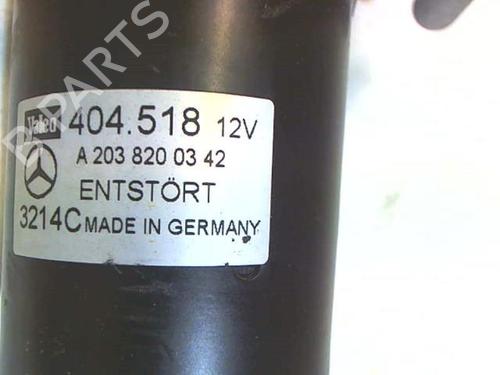 Valeo 404.518 12V
A 203 820 03 42
ENTSTÖRT
3214C MADE IN GERMANY
B-PARTS